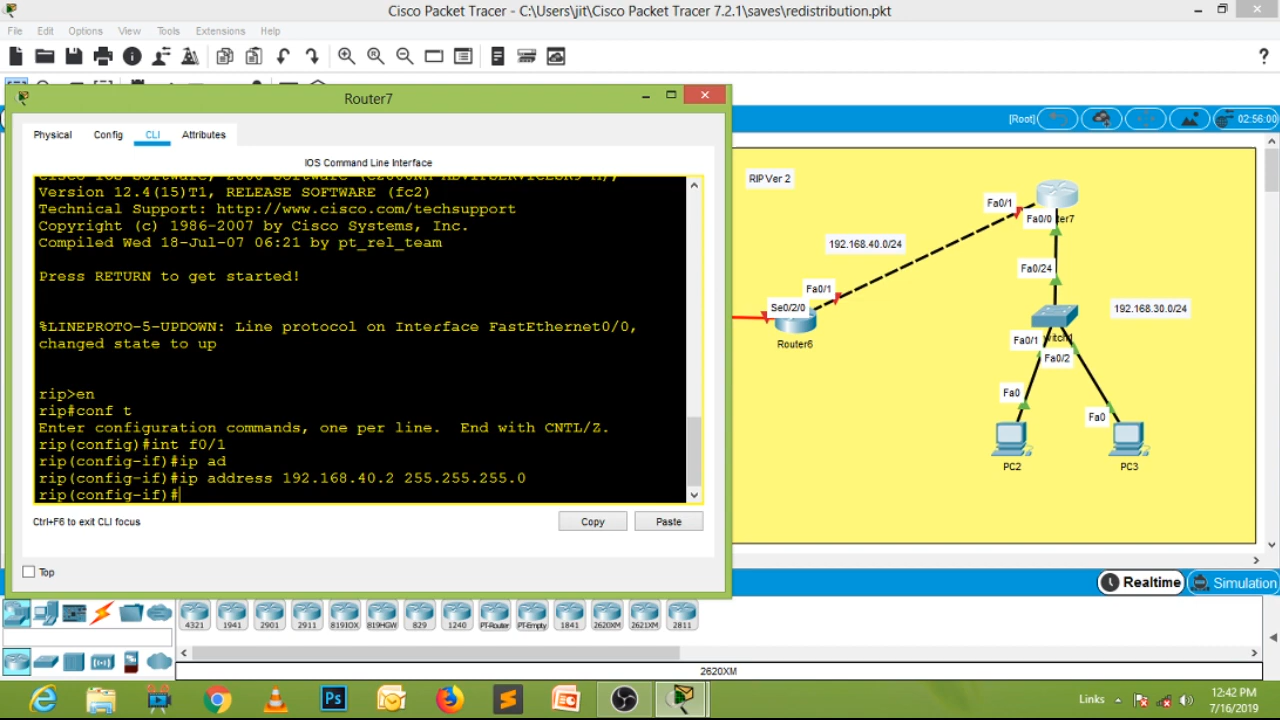 Cisco Packet Tracer - C:\Users\jit\Cisco Packet Tracer 7.2.1\saves\redistribution.pkt
File Edit Options View Tools Extensions Help
?
Router7
Physical Config CLI Attributes
IOS Command Line Interface
Version 12.4(15)T1, RELEASE SOFTWARE (fc2)
Technical Support: http://www.cisco.com/techsupport
Copyright (c) 1986-2007 by Cisco Systems, Inc.
Compiled Wed 18-Jul-07 06:21 by pt_rel_team
Press RETURN to get started!
%LINEPROTO-5-UPDOWN: Line protocol on Interface FastEthernet0/0,
changed state to up
rip>en
rip#conf t
Enter configuration commands, one per line.  End with CNTL/Z.
rip(config)#int f0/1
rip(config-if)#ip ad
rip(config-if)#ip address 192.168.40.2 255.255.255.0
rip(config-if)#
Ctrl+F6 to exit CLI focus
Copy
Paste
Top
[Root]
02:56:00
RIP Ver 2
Fa0/1
Fa0/0
ter7
192.168.40.0/24
Fa0/24
Fa0/1
Se0/2/0
Router6
192.168.30.0/24
Fa0/1
witch1
Fa0/2
Fa0
Fa0
PC2
PC3
Realtime
Simulation
4321 1941 2901 2911 819IOX 819HGW 829 1240 PT-Router PT-Empty 1841 2620XM 2621XM 2811
2620XM
Ps
Links
12:42 PM
7/16/2019